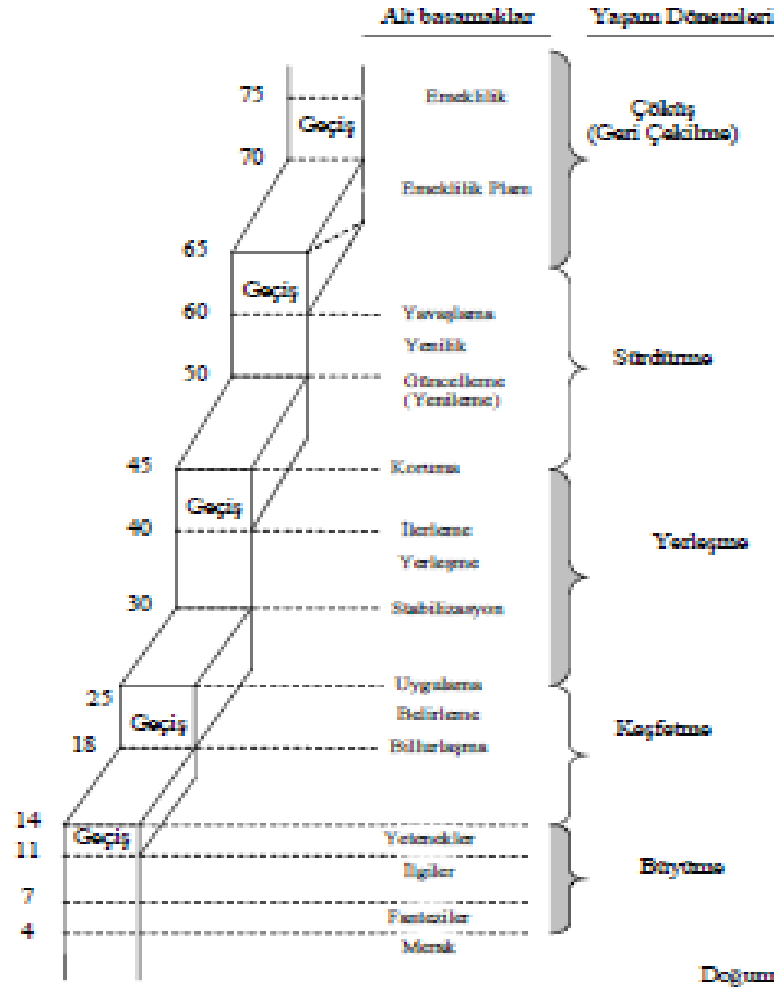 Alt basamaklar Yaşam Dönemleri
75 Emeklilik
Geçiş
Çöküş
(Geri Çekilme)
70
Emeklilik Planı
65
Geçiş
60 Yavaşlama
Yenilik
Sürdürme
50 Güncelleme
(Yenileme)
45 Koruma
Geçiş
40 İlerleme
Yerleşme
Yerleşme
30 Stabilizasyon
25 Uygulama
Geçiş Belirleme
Keşfetme
18 Billurlaşma
14
Geçiş Yetenekler
11
İlgiler
Büyüme
7
Fanteziler
4
Merak
Doğum